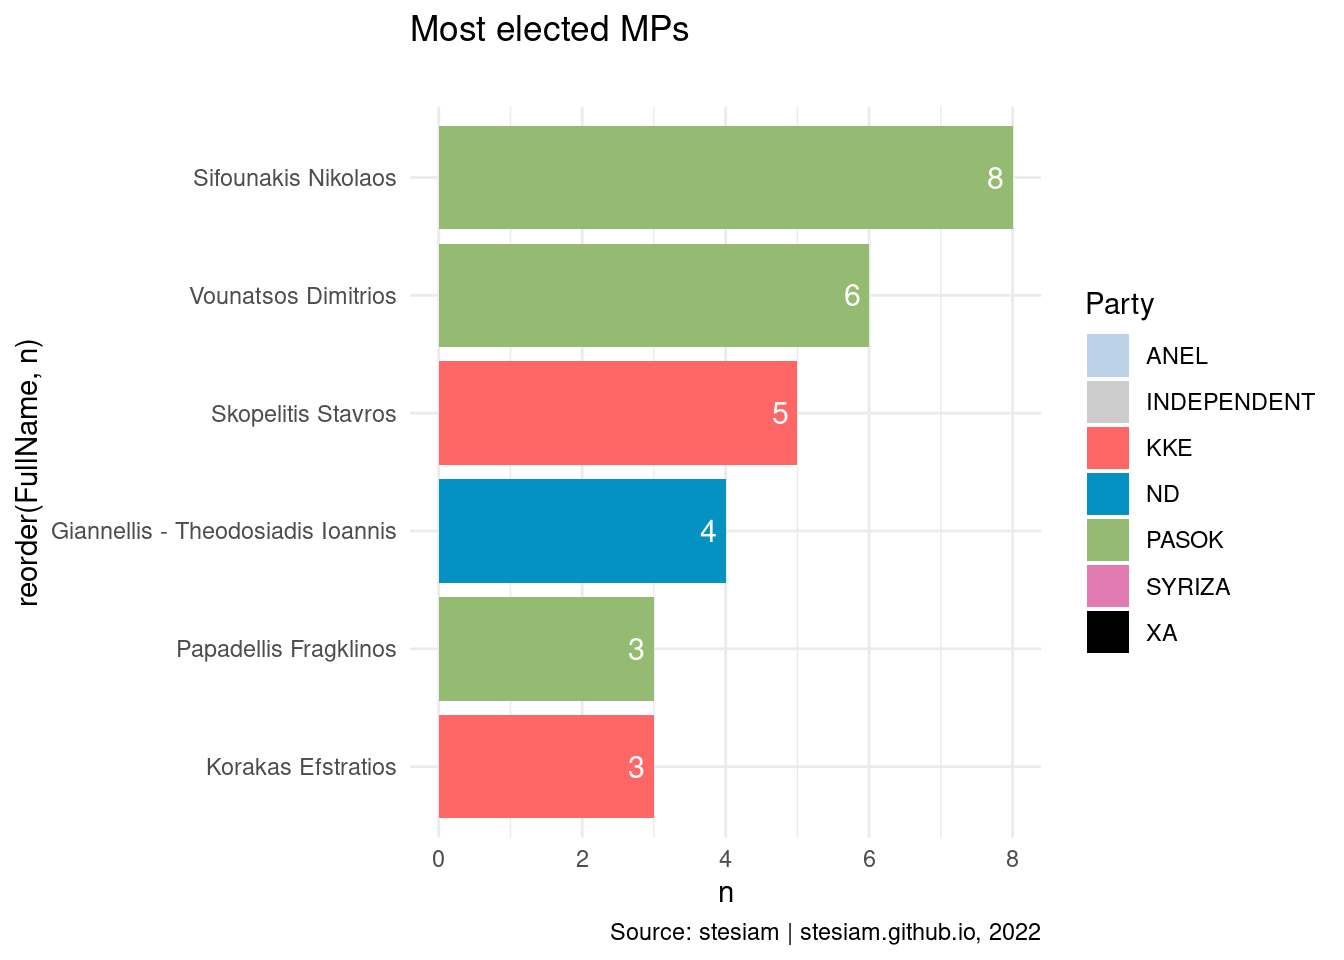 Most elected MPs
reorder(FullName, n)
Sifounakis Nikolaos
8
Vounatsos Dimitrios
6
Skopelitis Stavros
5
Giannellis - Theodosiadis Ioannis
4
Papadellis Fragklinos
3
Korakas Efstratios
3
0 2 4 6 8
n
Party
ANEL
INDEPENDENT
KKE
ND
PASOK
SYRIZA
XA
Source: stesiam | stesiam.github.io, 2022